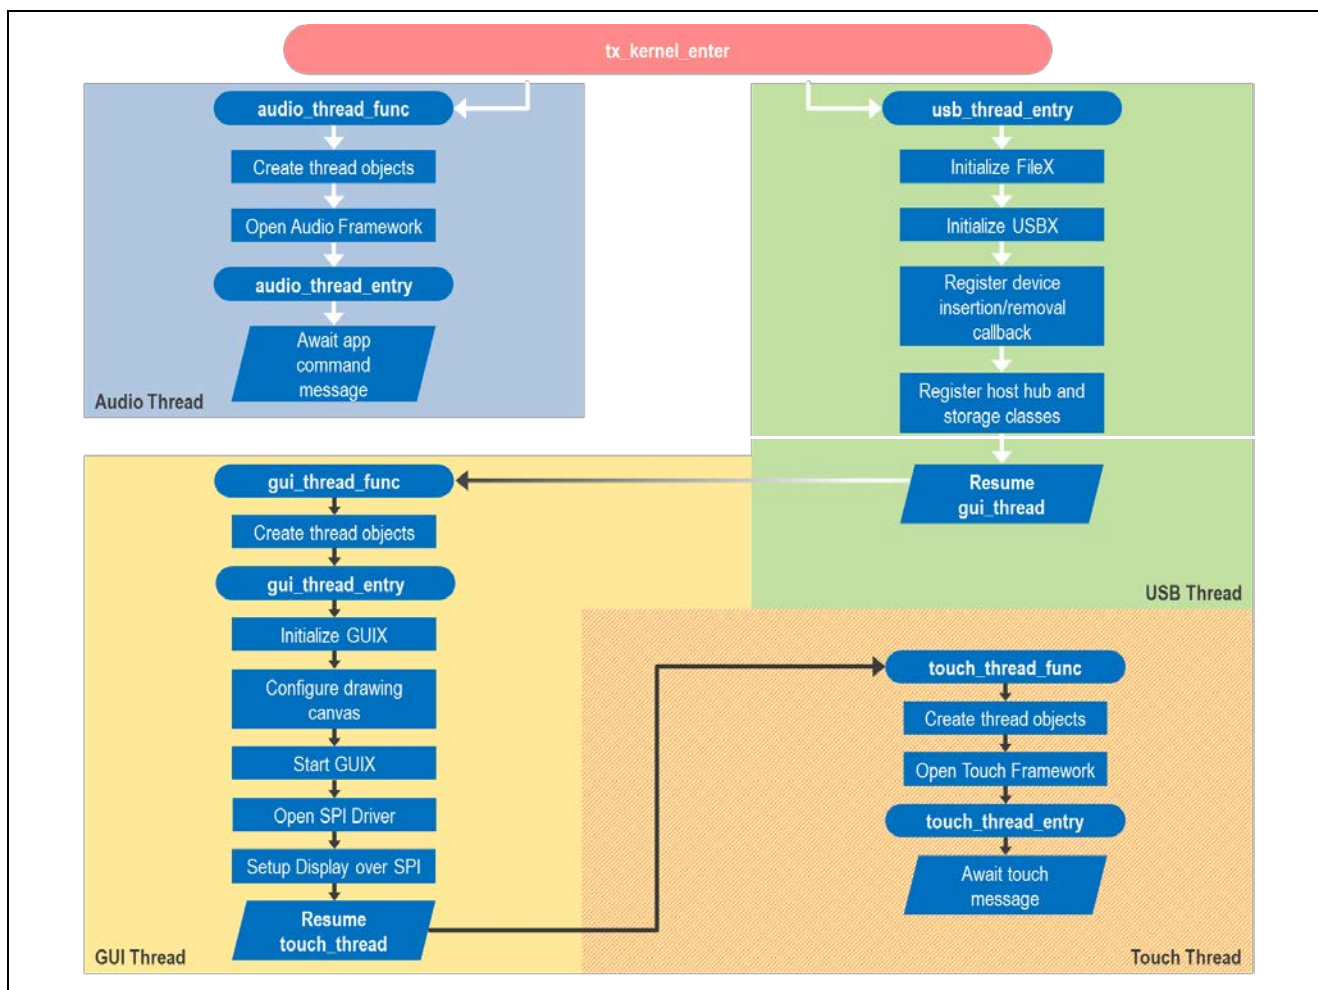 tx_kernel_enter
audio_thread_func
Create thread objects
Open Audio Framework
audio_thread_entry
Await app
command
message
Audio Thread
usb_thread_entry
Initialize FileX
Initialize USBX
Register device
insertion/removal
callback
Register host hub and
storage classes
Resume
gui_thread
USB Thread
gui_thread_func
Create thread objects
gui_thread_entry
Initialize GUIX
Configure drawing
canvas
Start GUIX
Open SPI Driver
Setup Display over SPI
Resume
touch_thread
GUI Thread
touch_thread_func
Create thread objects
Open Touch Framework
touch_thread_entry
Await touch
message
Touch Thread